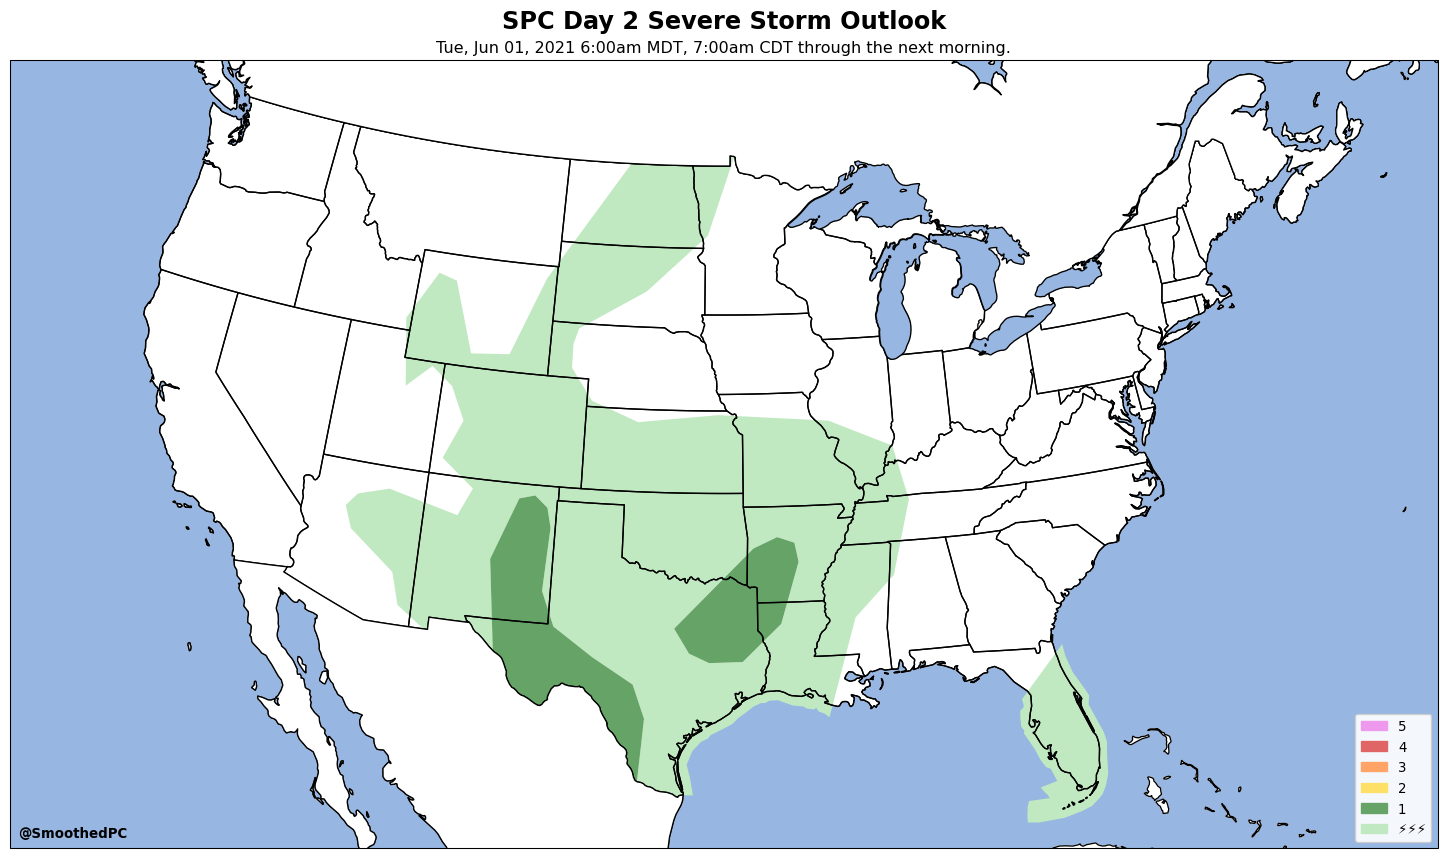 SPC Day 2 Severe Storm Outlook
Tue, Jun 01, 2021 6:00am MDT, 7:00am CDT through the next morning.
5
4
3
2
1
⚡⚡⚡
@SmoothedPC